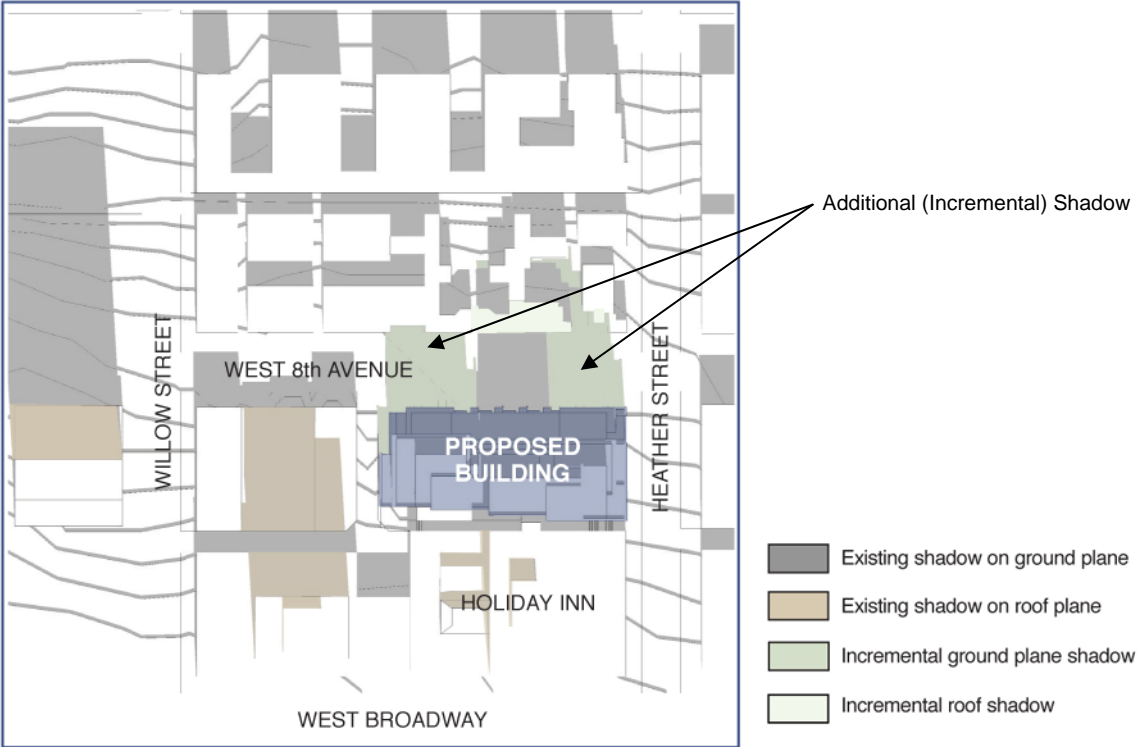 Additional (Incremental) Shadow
WILLOW STREET
WEST 8th AVENUE
HEATHER STREET
PROPOSED
BUILDING
HOLIDAY INN
WEST BROADWAY
Existing shadow on ground plane
Existing shadow on roof plane
Incremental ground plane shadow
Incremental roof shadow